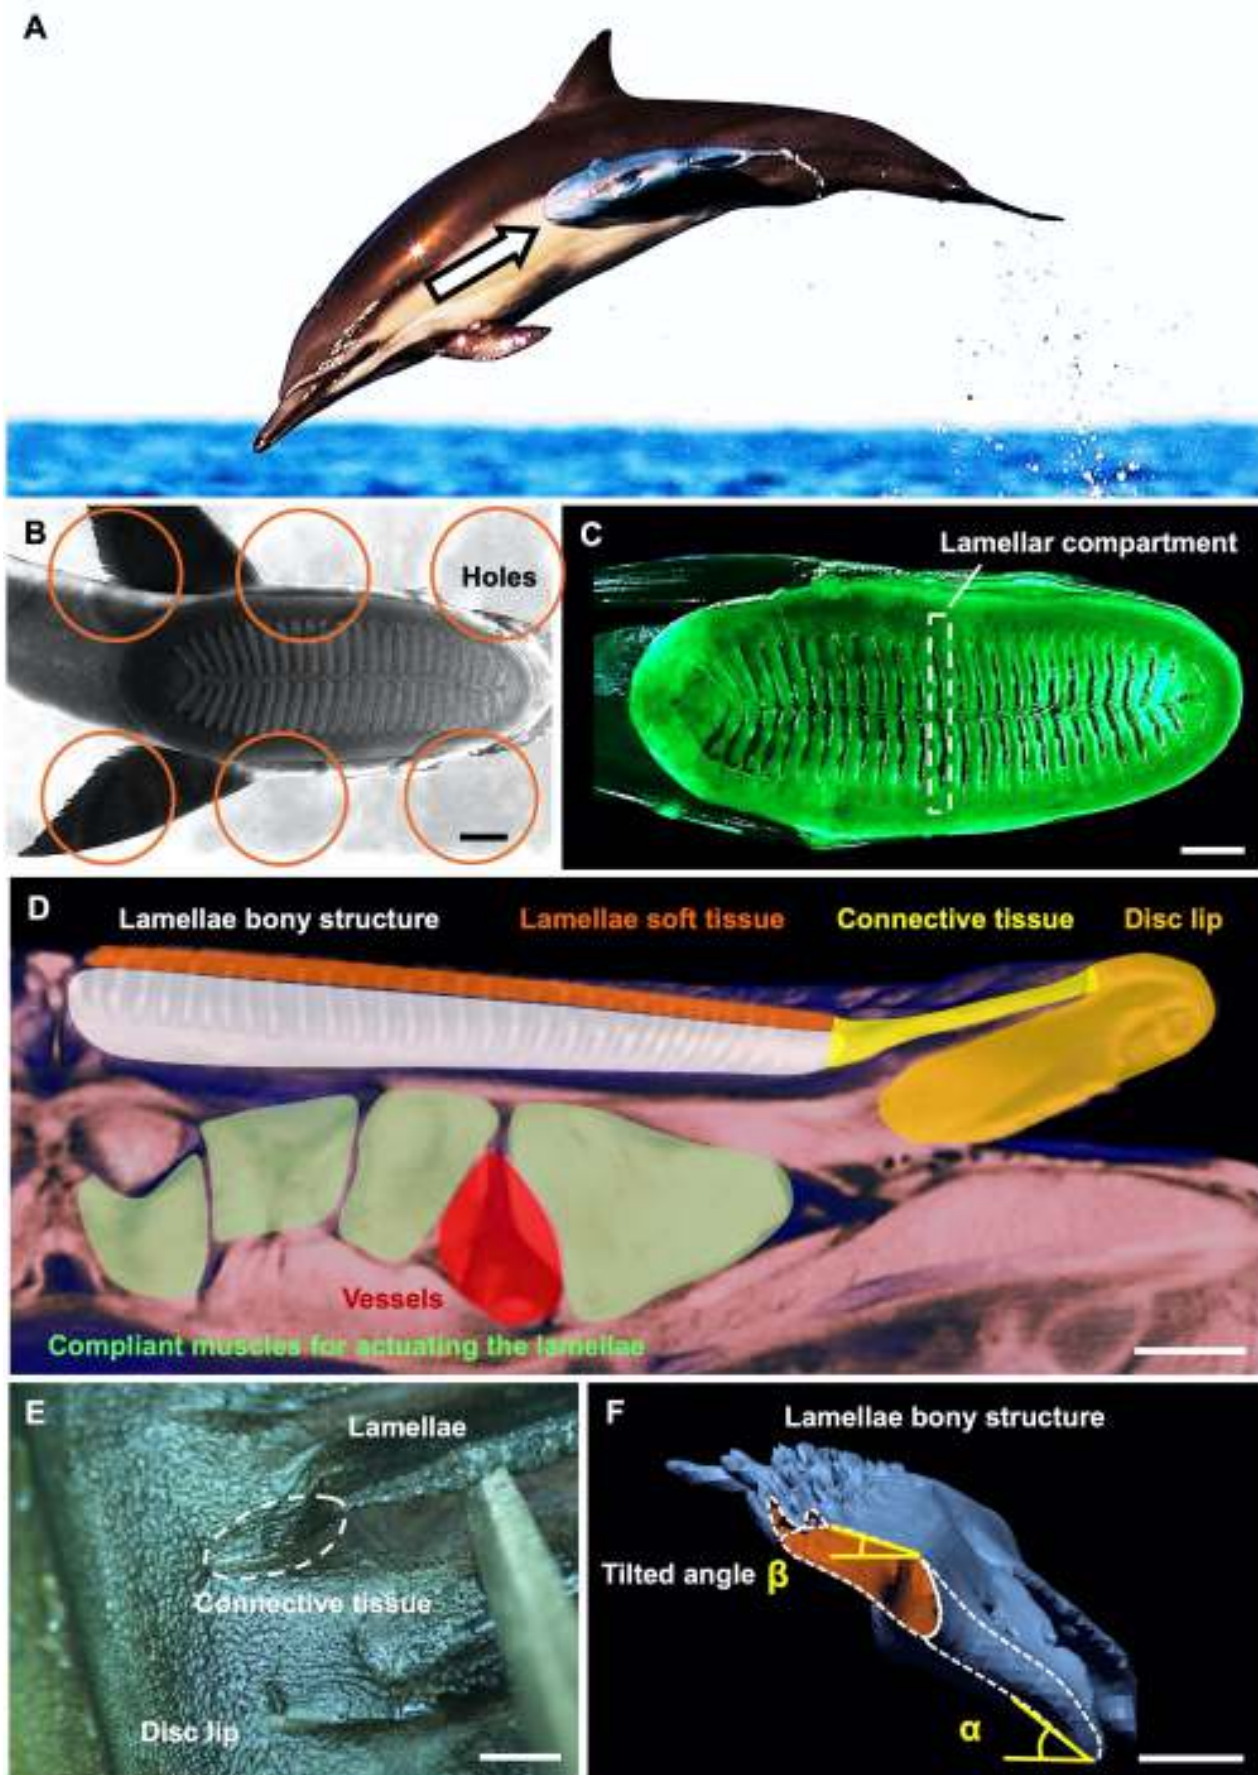 A
B
Holes
C
Lamellar compartment
D
Lamellae bony structure Lamellae soft tissue Connective tissue Disc lip
Vessels
Compliant muscles for actuating the lamellae
E
Lamellae
Connective tissue
Disc lip
F
Lamellae bony structure
Tilted angle β
α